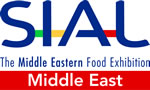 SIAL
The Middle Eastern Food Exhibition
Middle East